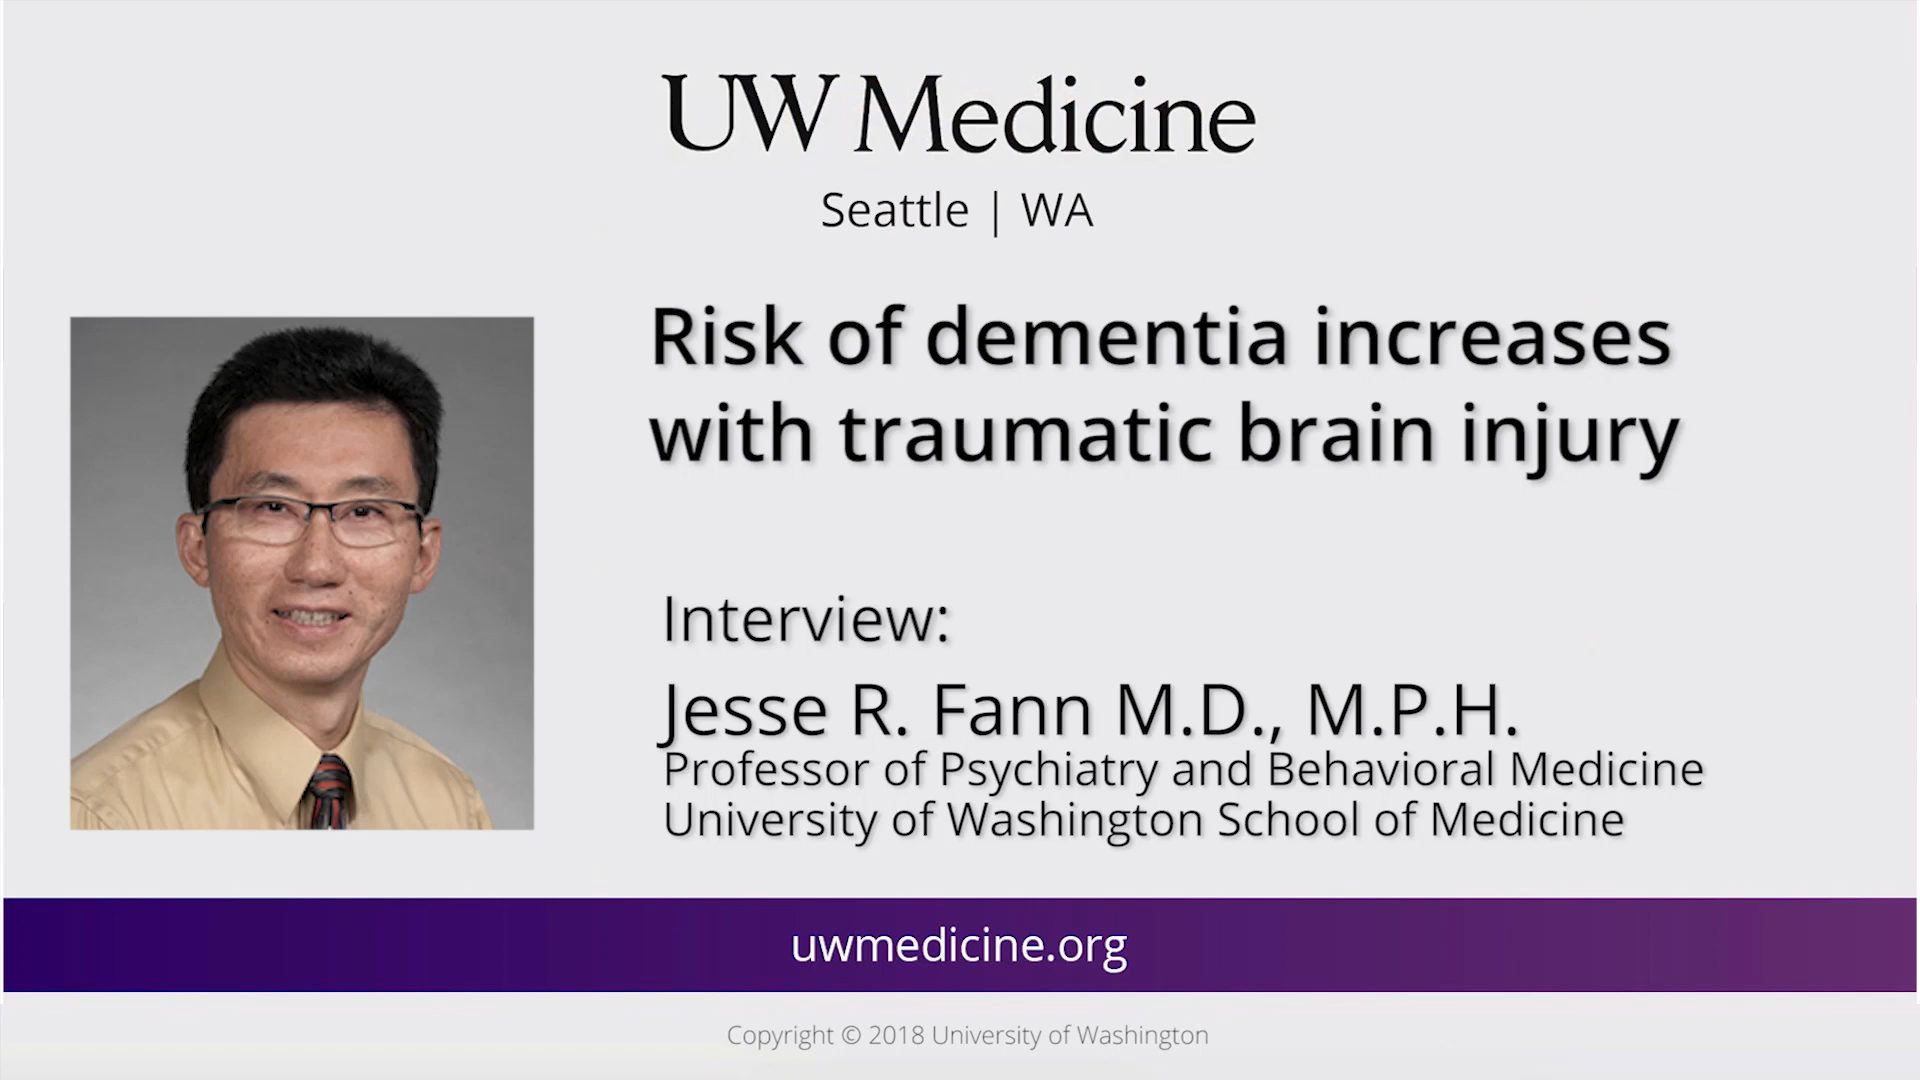 UW Medicine
Seattle | WA
Risk of dementia increases
with traumatic brain injury
Interview:
Jesse R. Fann M.D., M.P.H.
Professor of Psychiatry and Behavioral Medicine
University of Washington School of Medicine
uwmedicine.org
Copyright © 2018 University of Washington